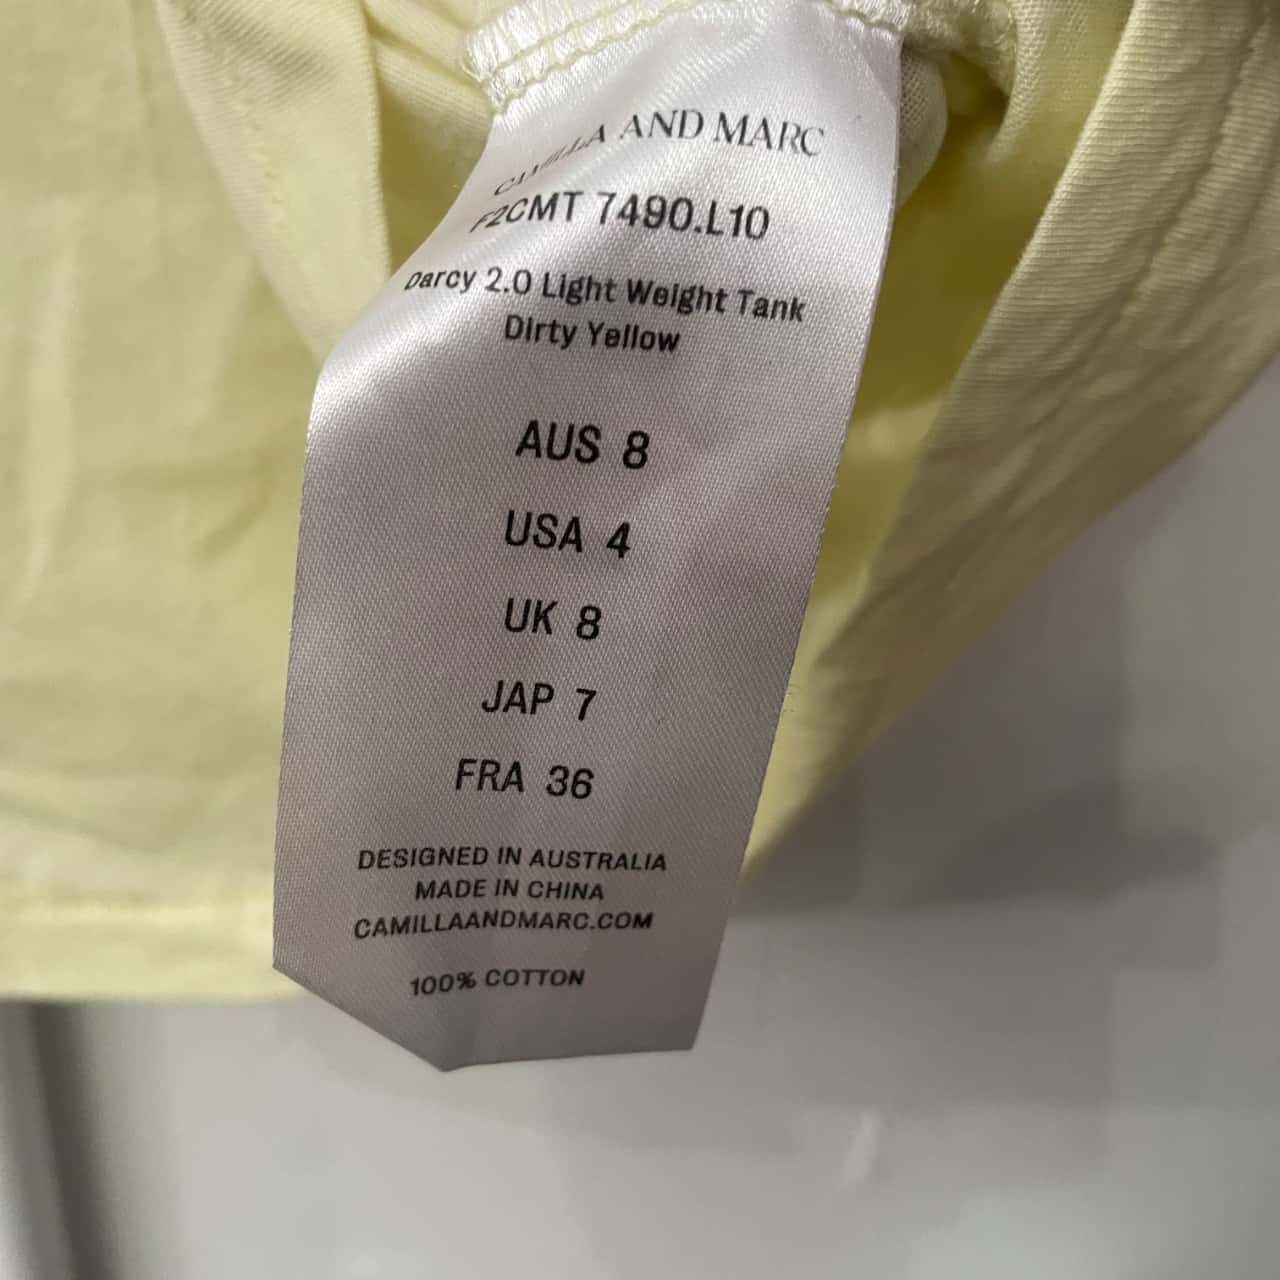 CAMILLA AND MARC
F2CMT 7490.L10
Darcy 2.0 Light Weight Tank
Dirty Yellow
AUS 8
USA 4
UK 8
JAP 7
FRA 36
DESIGNED IN AUSTRALIA
MADE IN CHINA
CAMILLAANDMARC.COM
100% COTTON